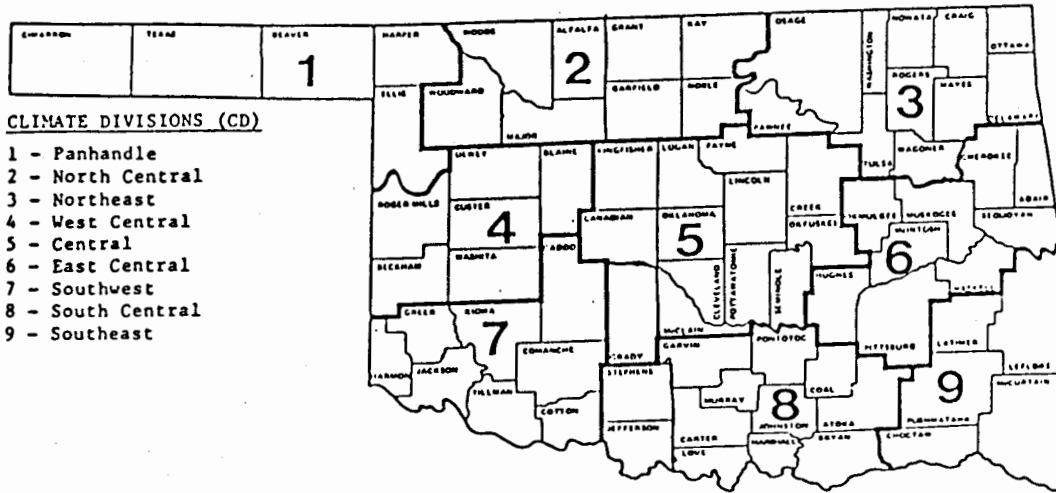 CIMARRON TEXAS BEAVER HARPER WOODS ALFALFA GRANT KAY OSAGE WASHINGTON NOWATA CRAIG OTTAWA
1 2 3
ELLIS WOODWARD MAJOR GARFIELD NOBLE PAWNEE ROGERS MAYES DELAWARE
CLIMATE DIVISIONS (CD)
1 - Panhandle
2 - North Central
3 - Northeast
4 - West Central
5 - Central
6 - East Central
7 - Southwest
8 - South Central
9 - Southeast
DEWEY BLAINE KINGFISHER LOGAN PAYNE TULSA WAGONER CHEROKEE ADAIR
ROGER MILLS CUSTER CANADIAN OKLAHOMA LINCOLN CREEK OKFUSKEE MUSKOGEE SEQUOYAH
4 5 6
BECKHAM WASHITA CADDO CLEVELAND POTTAWATOMIE SEMINOLE HUGHES MCINTOSH HASKELL
GREER KIOWA GRADY McCLAIN GARVIN PONTOTOC PITTSBURG LATIMER LEFLORE
7 8 9
HARMON JACKSON TILLMAN COMANCHE COTTON STEPHENS JEFFERSON MURRAY CARTER LOVE JOHNSTON MARSHALL COAL ATOKA BRYAN PUSHMATAHA CHOCTAW McCURTAIN